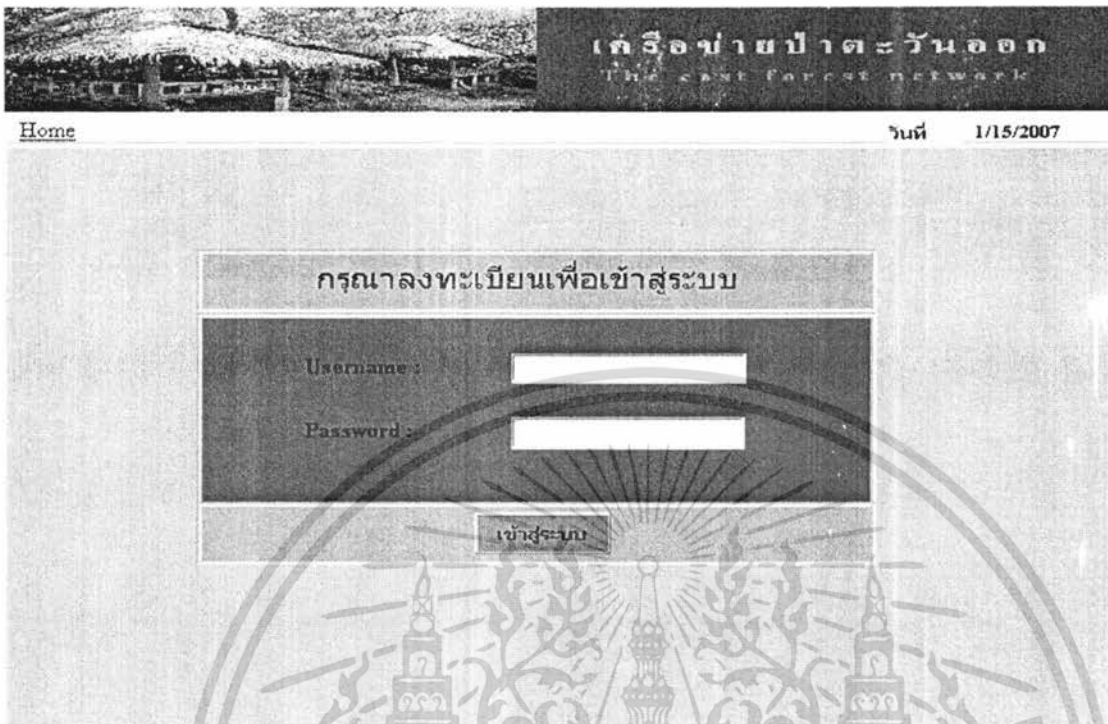 เครือข่ายป่าตะวันออก
The east forest network
Home วันที่ 1/15/2007
กรุณาลงทะเบียนเพื่อเข้าสู่ระบบ
Username :
Password :
เข้าสู่ระบบ